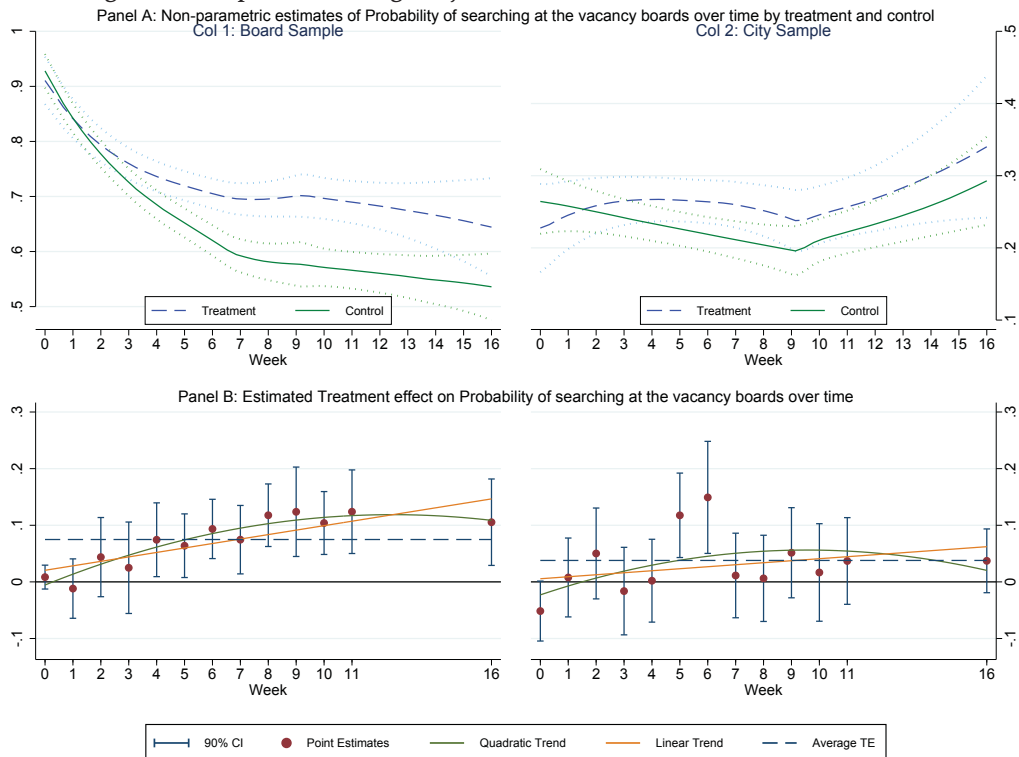 Panel A: Non-parametric estimates of Probability of searching at the vacancy boards over time by treatment and control
Col 1: Board Sample
Col 2: City Sample
1
.9
.8
.7
.6
.5
.5
.4
.3
.2
.1
Treatment Control
Treatment Control
0 1 2 3 4 5 6 7 8 9 10 11 12 13 14 15 16
Week
0 1 2 3 4 5 6 7 8 9 10 11 12 13 14 15 16
Week
Panel B: Estimated Treatment effect on Probability of searching at the vacancy boards over time
.3
.2
.1
0
-.1
.3
.2
.1
0
-.1
0 1 2 3 4 5 6 7 8 9 10 11 16
Week
0 1 2 3 4 5 6 7 8 9 10 11 16
Week
90% CI Point Estimates Quadratic Trend Linear Trend Average TE